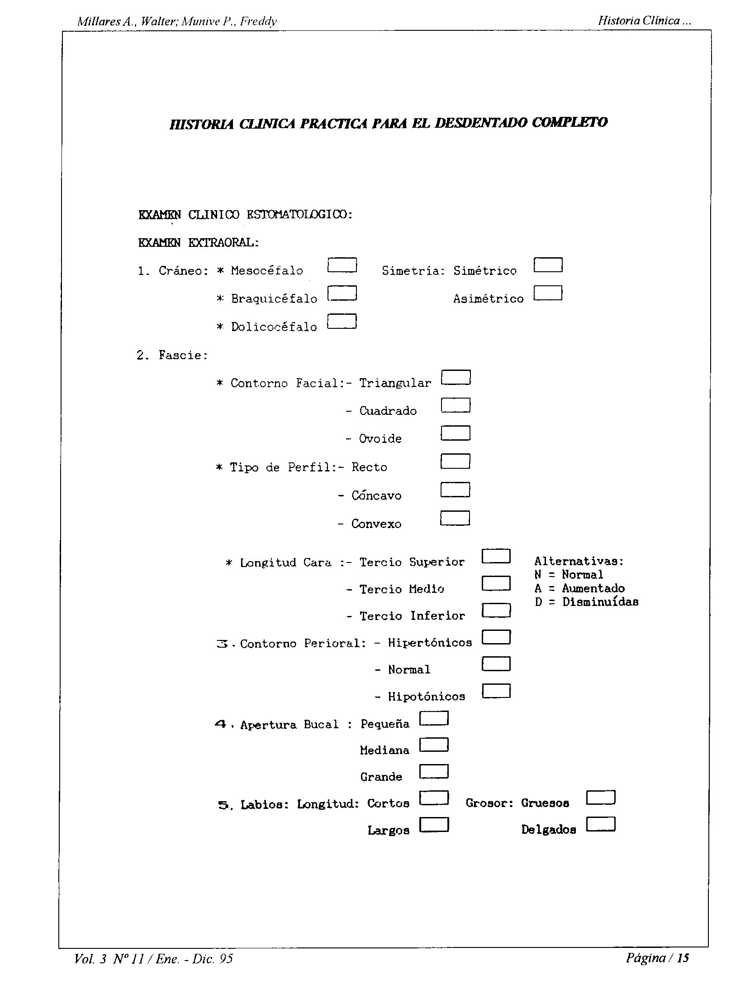 Millares A., Walter; Munive P., Freddy Historia Clínica ...
HISTORIA CLINICA PRACTICA PARA EL DESDENTADO COMPLETO
EXAMEN CLINICO ESTOMATOLOGICO:
EXAMEN EXTRAORAL:
1. Cráneo: * Mesocéfalo Simetría: Simétrico
* Braquicéfalo Asimétrico
* Dolicocéfalo
2. Fascie:
* Contorno Facial:- Triangular
- Cuadrado
- Ovoide
* Tipo de Perfil:- Recto
- Cóncavo
- Convexo
* Longitud Cara :- Tercio Superior Alternativas:
N = Normal
- Tercio Medio A = Aumentado
D = Disminuídas
- Tercio Inferior
3. Contorno Perioral: - Hipertónicos
- Normal
- Hipotónicos
4. Apertura Bucal : Pequeña
Mediana
Grande
5. Labios: Longitud: Cortos Grosor: Gruesos
Largos Delgados
Vol. 3 Nº 11 / Ene. - Dic. 95 Página / 15